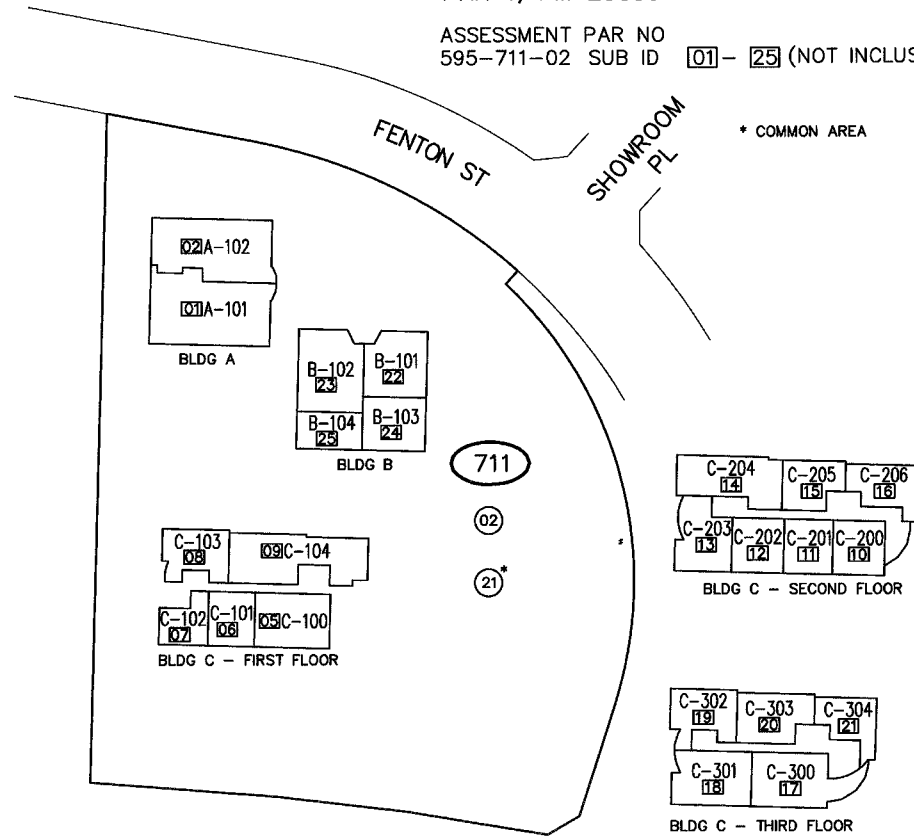 ASSESSMENT PAR NO
595-711-02 SUB ID 01 - 25 (NOT INCLUS
* COMMON AREA
FENTON ST
SHOWROOM
PL
02 A-102
01 A-101
BLDG A
B-102
23
B-101
22
B-104
25
B-103
24
BLDG B
711
02
21*
C-103
08
09 C-104
C-102
07
C-101
06
05 C-100
BLDG C - FIRST FLOOR
C-204
14
C-205
15
C-206
16
C-203
13
C-202
12
C-201
11
C-200
10
BLDG C - SECOND FLOOR
C-302
19
C-303
20
C-304
21
C-301
18
C-300
17
BLDG C - THIRD FLOOR